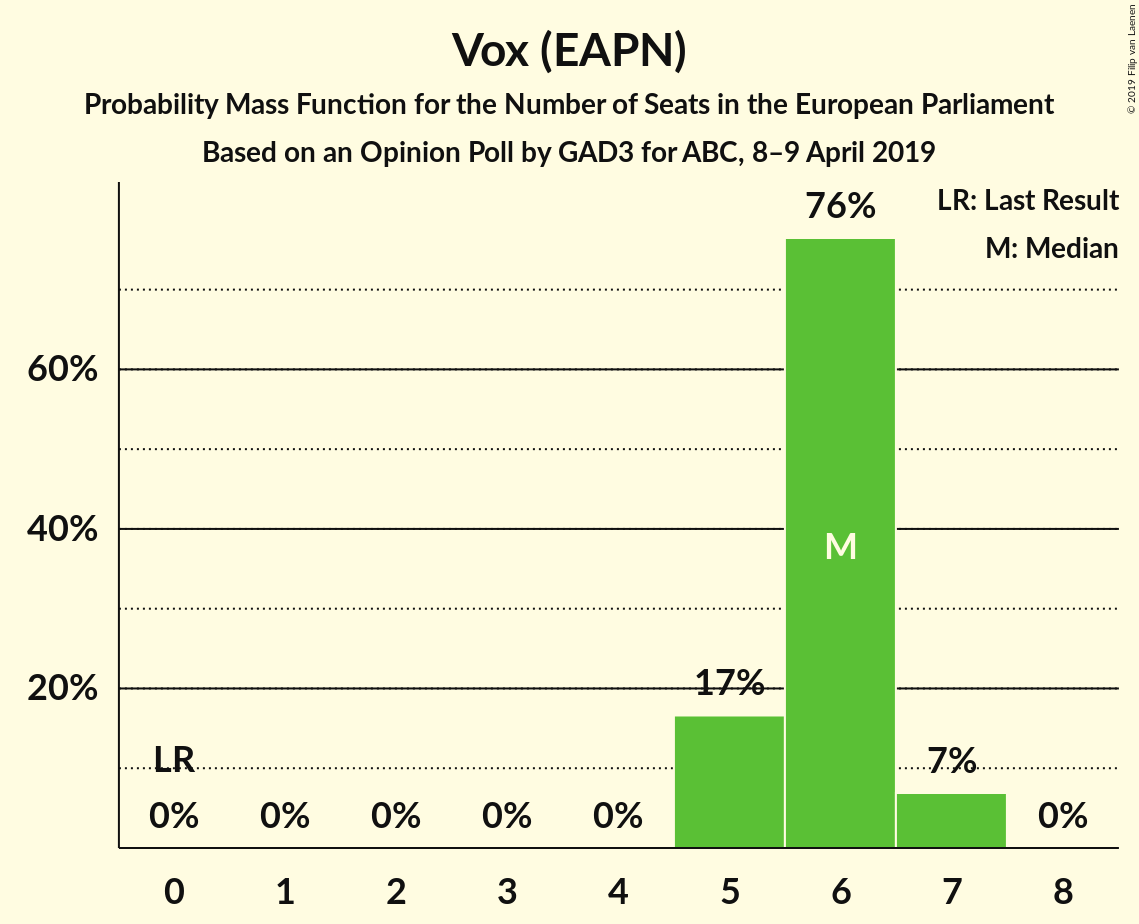 Vox (EAPN)
Probability Mass Function for the Number of Seats in the European Parliament
Based on an Opinion Poll by GAD3 for ABC, 8–9 April 2019
© 2019 Filip van Laenen
LR: Last Result
M: Median
76%
60%
40%
M
20%
17%
LR
7%
0% 0% 0% 0% 0% 0%
0 1 2 3 4 5 6 7 8